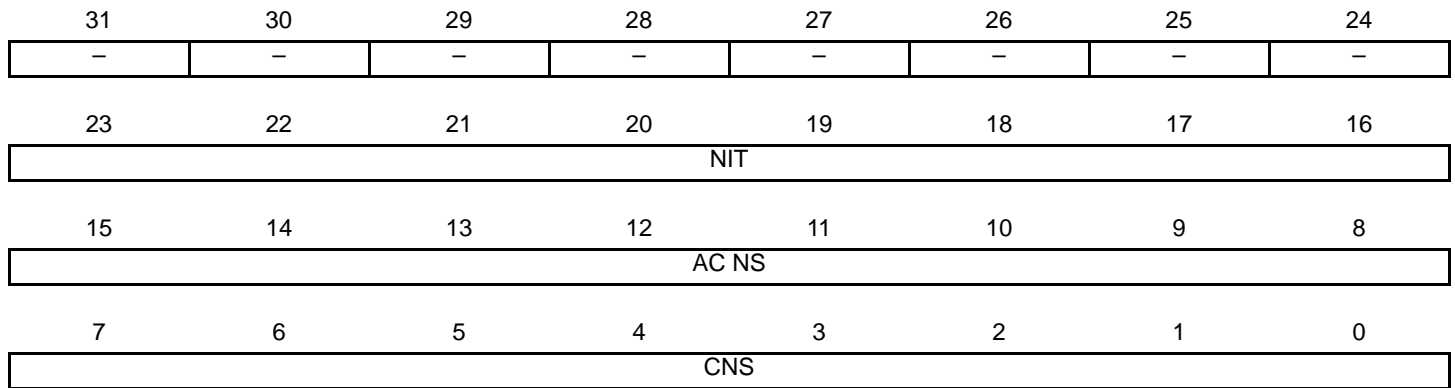 31 30 29 28 27 26 25 24
– – – – – – – –
23 22 21 20 19 18 17 16
NIT
15 14 13 12 11 10 9 8
AC NS
7 6 5 4 3 2 1 0
CNS